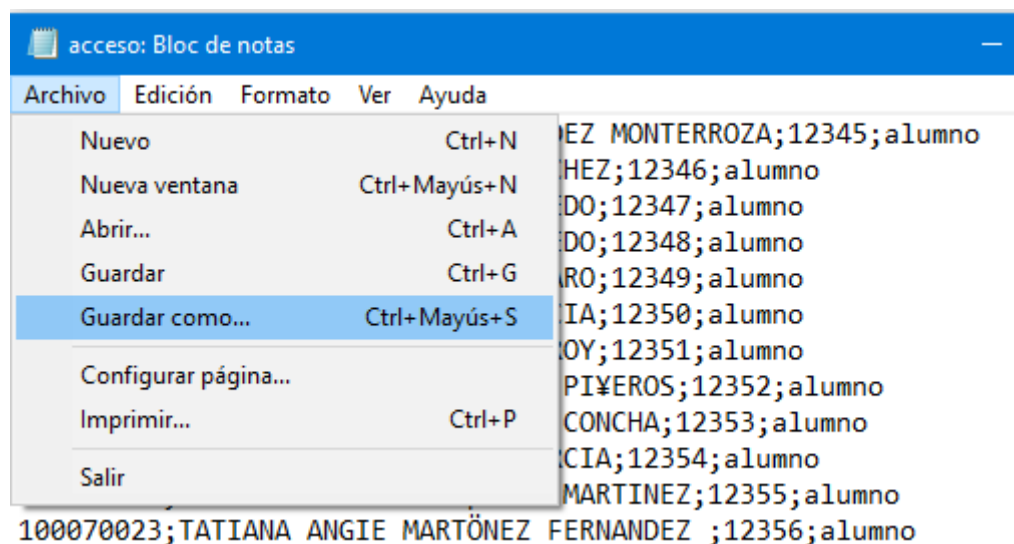 acceso: Bloc de notas
Archivo Edición Formato Ver Ayuda
Nuevo Ctrl+N
Nueva ventana Ctrl+Mayús+N
Abrir... Ctrl+A
Guardar Ctrl+G
Guardar como... Ctrl+Mayús+S
Configurar página...
Imprimir... Ctrl+P
Salir
EZ MONTERROZA;12345;alumno
HEZ;12346;alumno
DO;12347;alumno
DO;12348;alumno
RO;12349;alumno
IA;12350;alumno
OY;12351;alumno
PI¥EROS;12352;alumno
CONCHA;12353;alumno
CIA;12354;alumno
MARTINEZ;12355;alumno
100070023;TATIANA ANGIE MARTÖNEZ FERNANDEZ ;12356;alumno